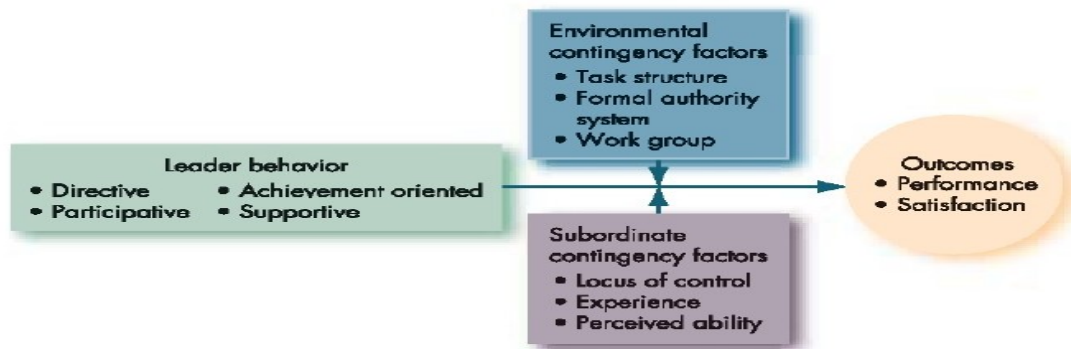 Environmental
contingency factors
• Task structure
• Formal authority
system
• Work group
Leader behavior
• Directive • Achievement oriented
• Participative • Supportive
Outcomes
• Performance
• Satisfaction
Subordinate
contingency factors
• Locus of control
• Experience
• Perceived ability